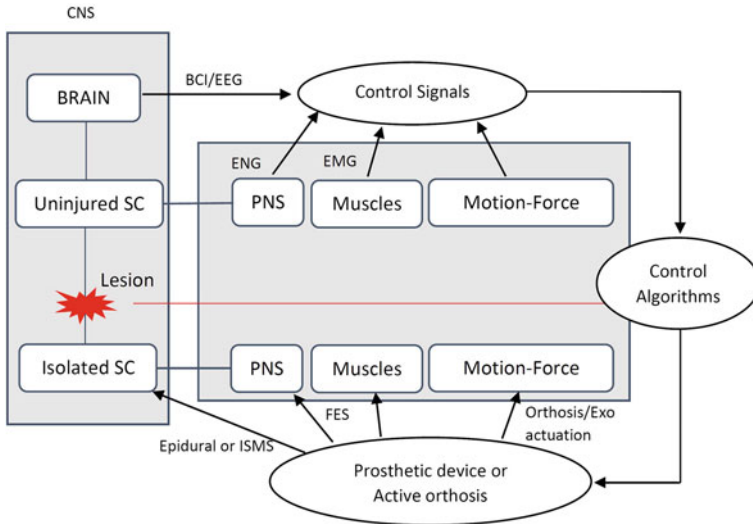 CNS
BRAIN
BCI/EEG
Control Signals
ENG
EMG
Uninjured SC
PNS
Muscles
Motion-Force
Lesion
Control
Algorithms
Isolated SC
PNS
Muscles
Motion-Force
FES
Orthosis/Exo
actuation
Epidural or ISMS
Prosthetic device or
Active orthosis